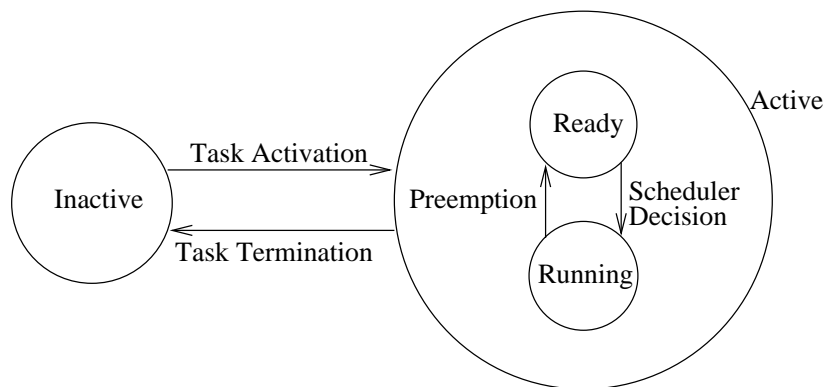 Active
Ready
Task Activation
Inactive
Preemption
Scheduler
Decision
Task Termination
Running